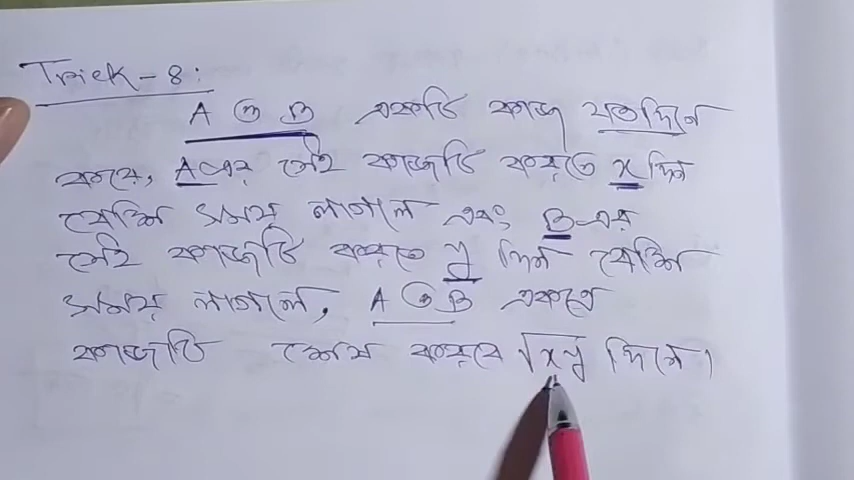 Trick-8:
A ও B একটি কাজ যতদিনে
করে, A এর সেই কাজটি করতে x দিন
বেশি সময় লাগলে এবং B-এর
সেই কাজটি করতে y দিন বেশি
সময় লাগলে, A ও B একত্রে
কাজটি শেষ করবে √xy দিনে।